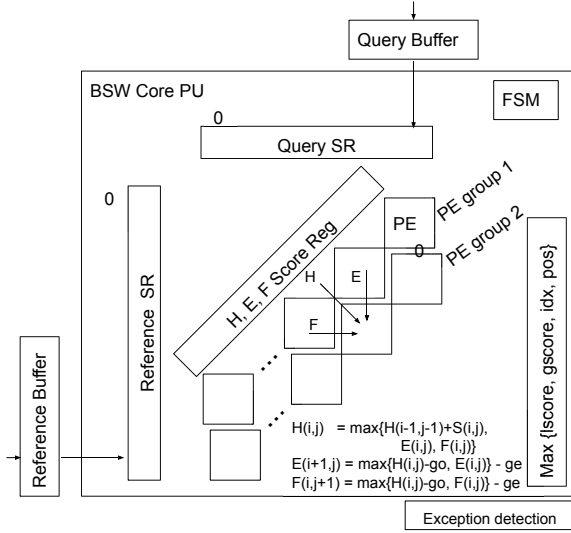 Query Buffer
BSW Core PU
FSM
0
Query SR
0
Reference SR
Reference Buffer
H, E, F Score Reg
PE
PE group 1
0
PE group 2
H
E
F
...
...
H(i,j) = max{H(i-1,j-1)+S(i,j),
E(i,j), F(i,j)}
E(i+1,j) = max{H(i,j)-go, E(i,j)} - ge
F(i,j+1) = max{H(i,j)-go, F(i,j)} - ge
Max {lscore, gscore, idx, pos}
Exception detection